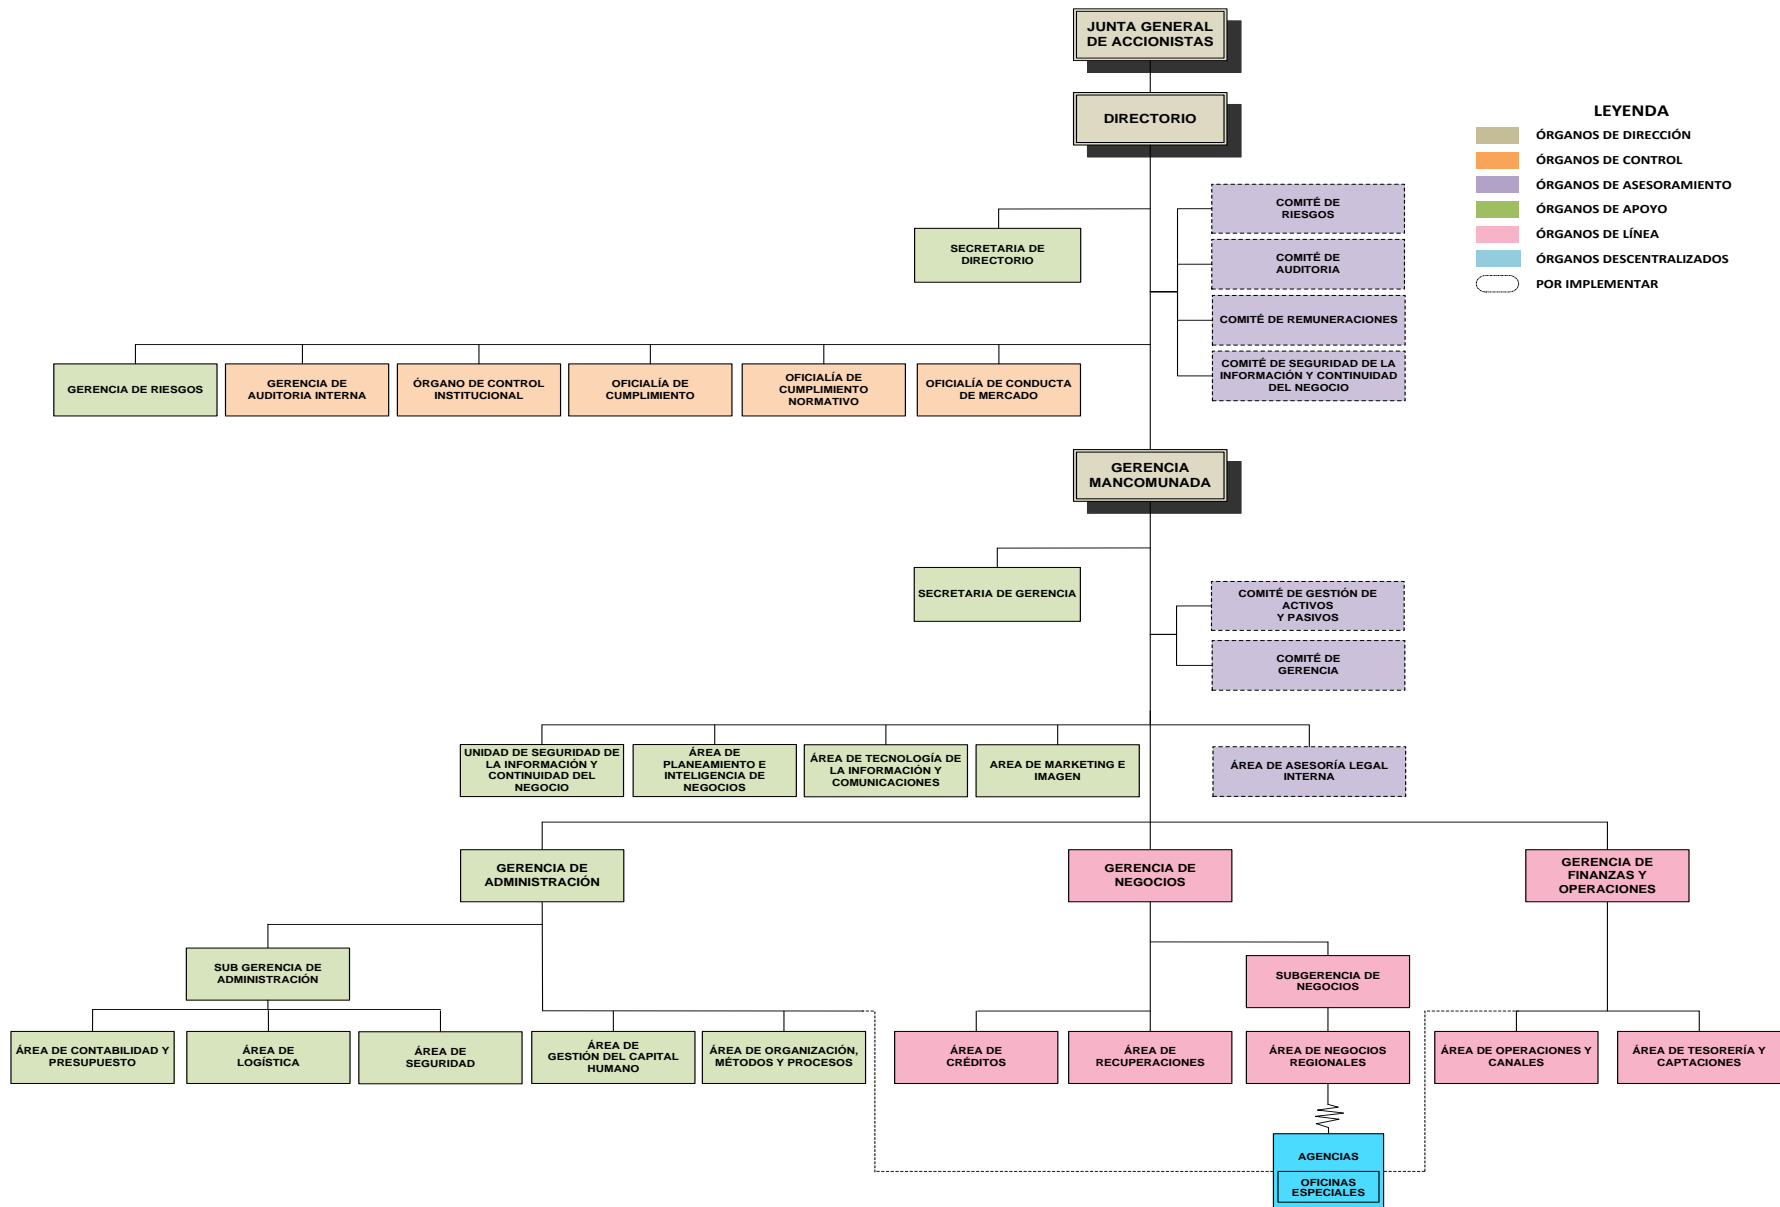 JUNTA GENERAL
DE ACCIONISTAS
DIRECTORIO
LEYENDA
ÓRGANOS DE DIRECCIÓN
ÓRGANOS DE CONTROL
ÓRGANOS DE ASESORAMIENTO
ÓRGANOS DE APOYO
ÓRGANOS DE LÍNEA
ÓRGANOS DESCENTRALIZADOS
POR IMPLEMENTAR
SECRETARIA DE
DIRECTORIO
COMITÉ DE
RIESGOS
COMITÉ DE
AUDITORIA
COMITÉ DE REMUNERACIONES
COMITÉ DE SEGURIDAD DE LA
INFORMACIÓN Y CONTINUIDAD
DEL NEGOCIO
GERENCIA DE RIESGOS
GERENCIA DE
AUDITORIA INTERNA
ÓRGANO DE CONTROL
INSTITUCIONAL
OFICIALÍA DE
CUMPLIMIENTO
OFICIALÍA DE
CUMPLIMIENTO
NORMATIVO
OFICIALÍA DE CONDUCTA
DE MERCADO
GERENCIA
MANCOMUNADA
SECRETARIA DE GERENCIA
COMITÉ DE GESTIÓN DE
ACTIVOS
Y PASIVOS
COMITÉ DE
GERENCIA
UNIDAD DE SEGURIDAD DE
LA INFORMACIÓN Y
CONTINUIDAD DEL
NEGOCIO
ÁREA DE
PLANEAMIENTO E
INTELIGENCIA DE
NEGOCIOS
ÁREA DE TECNOLOGÍA DE
LA INFORMACIÓN Y
COMUNICACIONES
AREA DE MARKETING E
IMAGEN
ÁREA DE ASESORÍA LEGAL
INTERNA
GERENCIA DE
ADMINISTRACIÓN
GERENCIA DE
NEGOCIOS
GERENCIA DE
FINANZAS Y
OPERACIONES
SUB GERENCIA DE
ADMINISTRACIÓN
SUBGERENCIA DE
NEGOCIOS
ÁREA DE CONTABILIDAD Y
PRESUPUESTO
ÁREA DE
LOGÍSTICA
ÁREA DE
SEGURIDAD
ÁREA DE
GESTIÓN DEL CAPITAL
HUMANO
ÁREA DE ORGANIZACIÓN,
MÉTODOS Y PROCESOS
ÁREA DE
CRÉDITOS
ÁREA DE
RECUPERACIONES
ÁREA DE NEGOCIOS
REGIONALES
ÁREA DE OPERACIONES Y
CANALES
ÁREA DE TESORERÍA Y
CAPTACIONES
AGENCIAS
OFICINAS
ESPECIALES